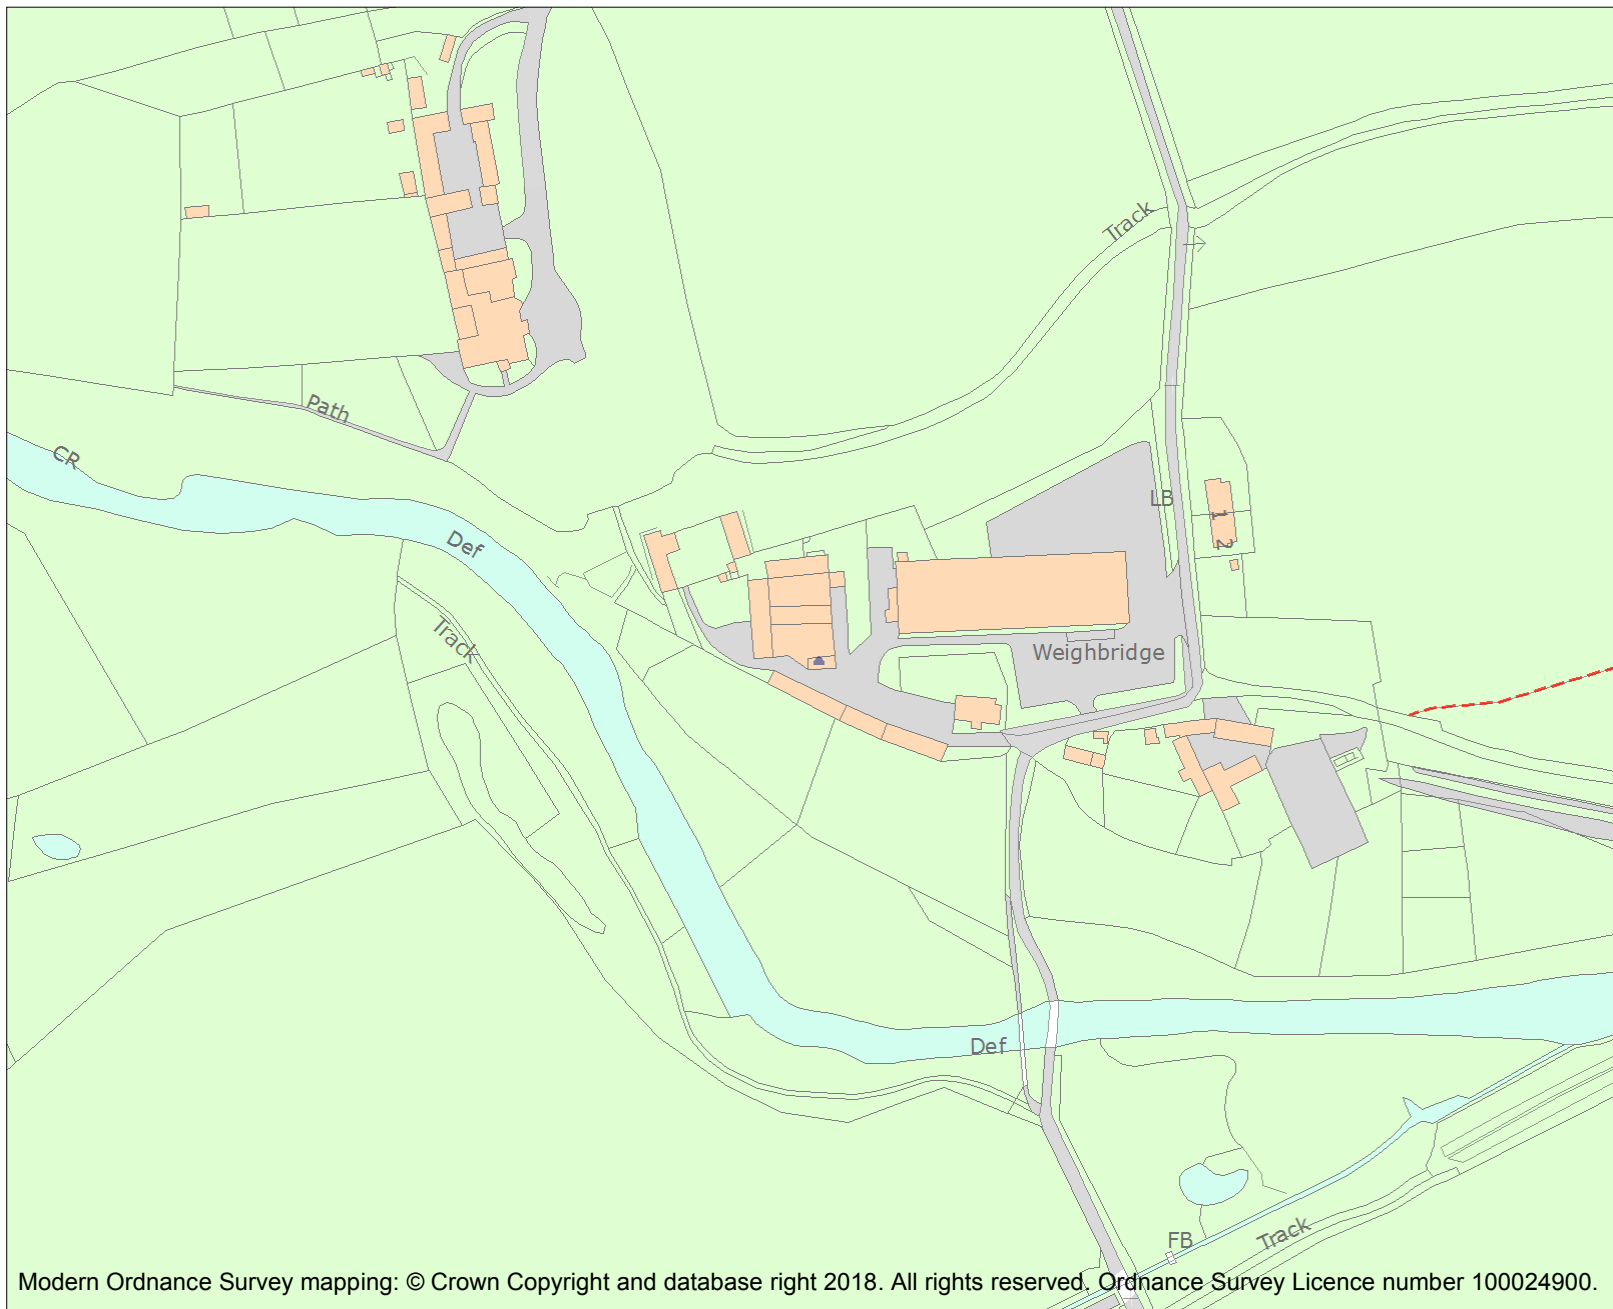 Track
Path
CR
LB
1
2
Def
Track
Weighbridge
Def
FB
Track
Modern Ordnance Survey mapping: © Crown Copyright and database right 2018. All rights reserved. Ordnance Survey Licence number 100024900.